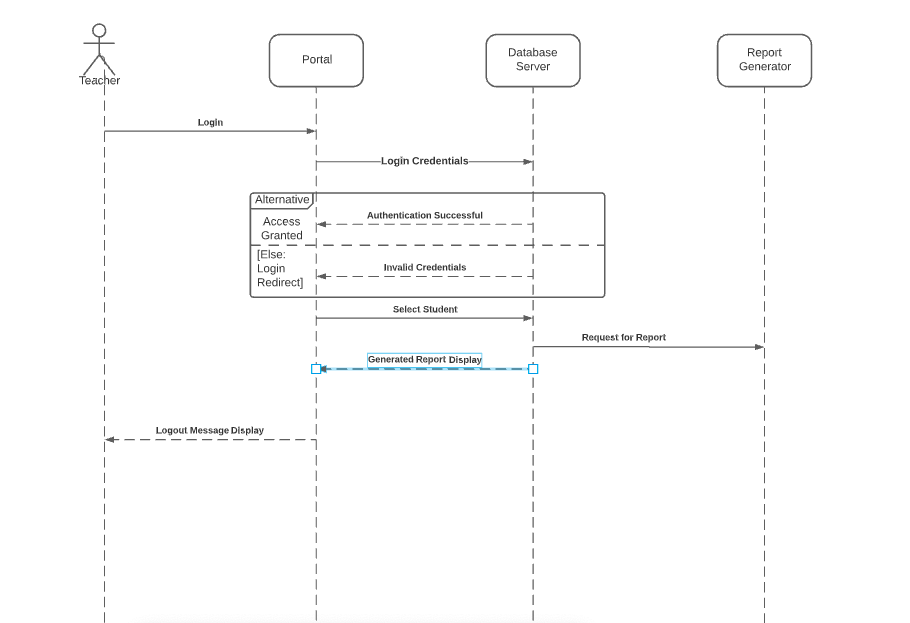 Teacher
Portal
Database
Server
Report
Generator
Login
Login Credentials
Alternative
Access
Granted
Authentication Successful
[Else:
Login
Redirect]
Invalid Credentials
Select Student
Request for Report
Generated Report Display
Logout Message Display